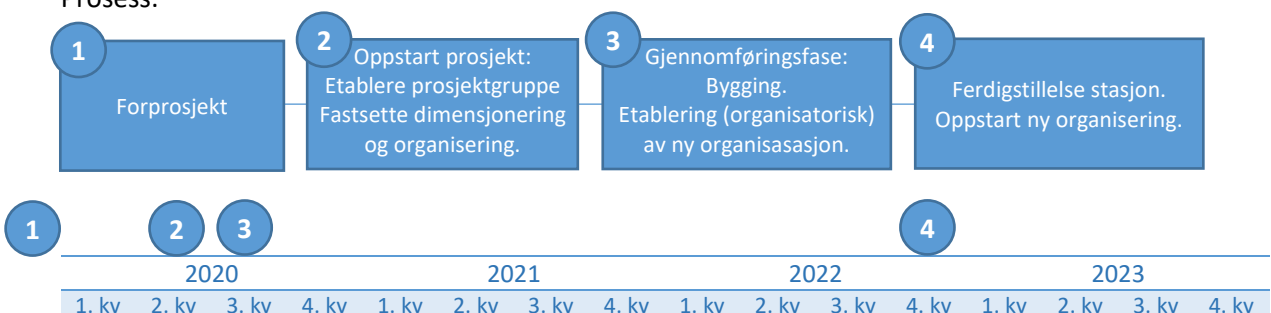 Prosess:
1
Forprosjekt
2
Oppstart prosjekt:
Etablere prosjektgruppe
Fastsette dimensjonering
og organisering.
3
Gjennomføringsfase:
Bygging.
Etablering (organisatorisk)
av ny organisasasjon.
4
Ferdigstillelse stasjon.
Oppstart ny organisering.
1 2 3 4
2020 2021 2022 2023
1. kv 2. kv 3. kv 4. kv 1. kv 2. kv 3. kv 4. kv 1. kv 2. kv 3. kv 4. kv 1. kv 2. kv 3. kv 4. kv